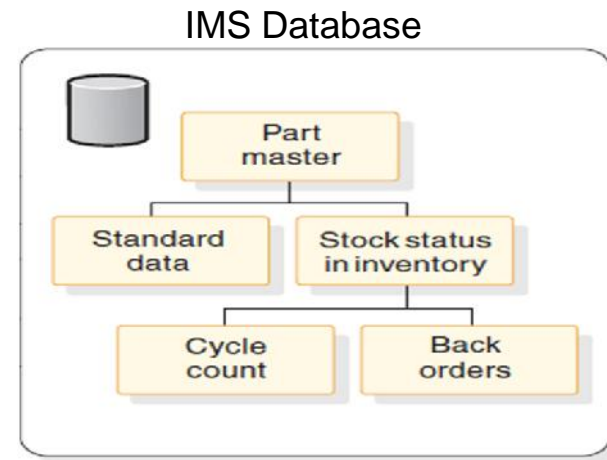 IMS Database
Part
master
Standard
data
Stock status
in inventory
Cycle
count
Back
orders